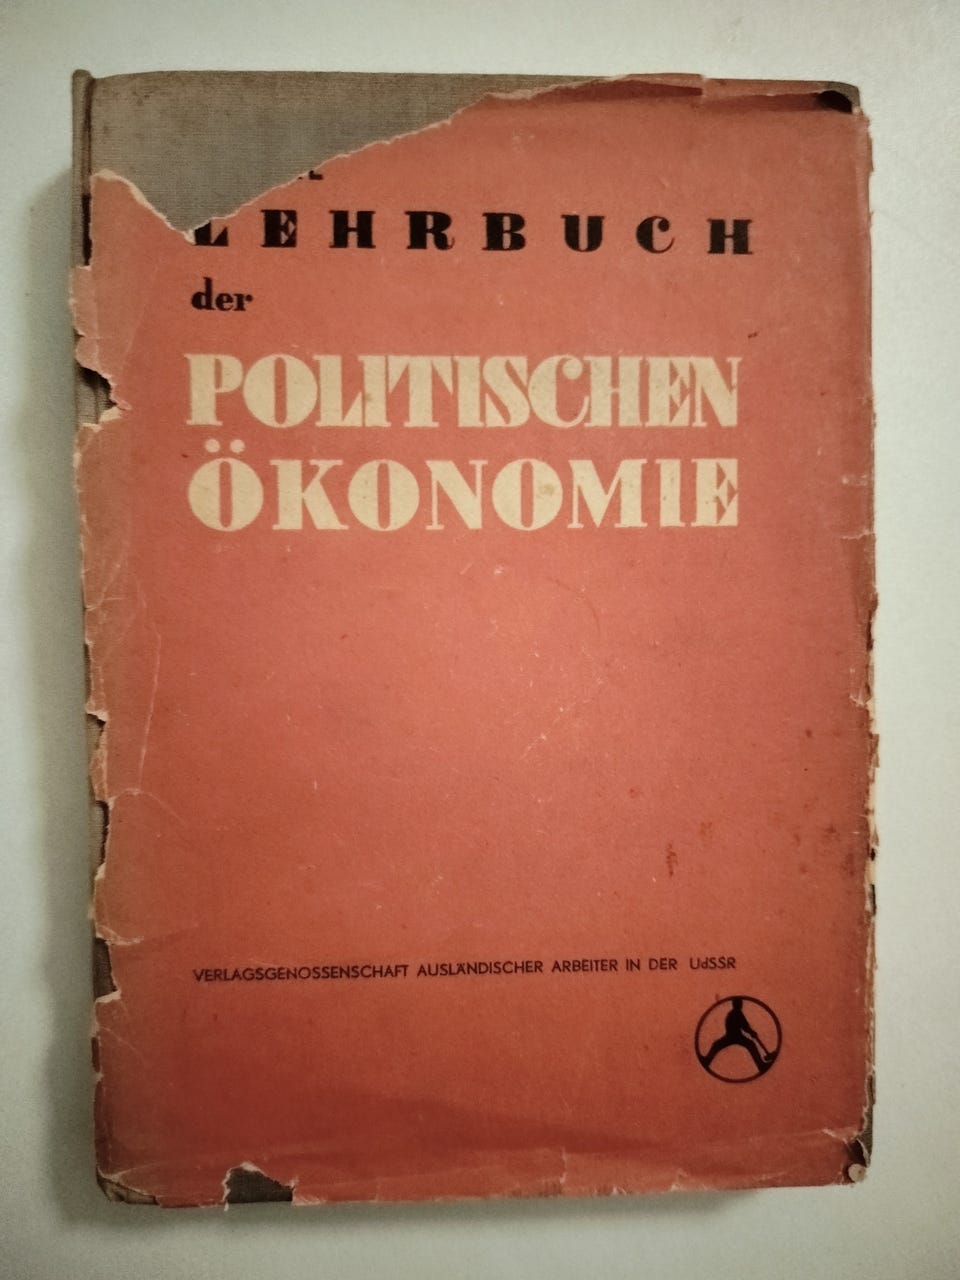 LEHRBUCH
der
POLITISCHEN
ÖKONOMIE
VERLAGSGENOSSENSCHAFT AUSLÄNDISCHER ARBEITER IN DER UdSSR